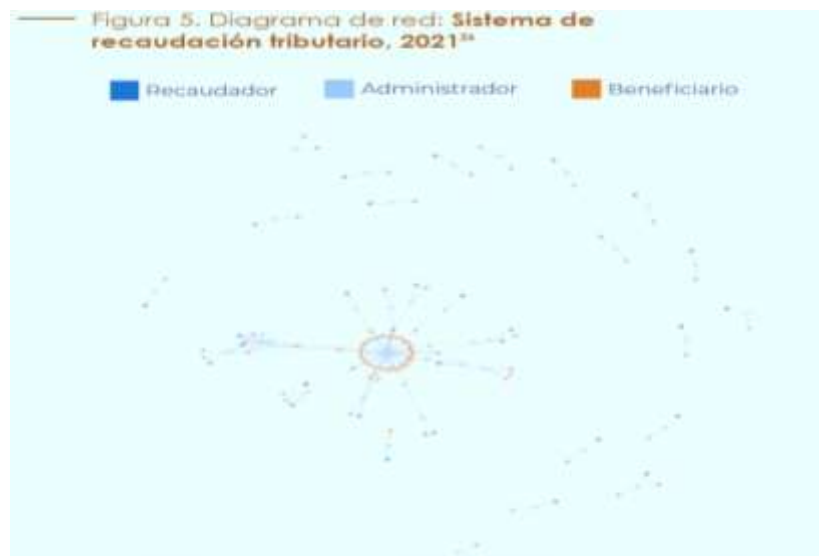 Figura 5. Diagrama de red: Sistema de
recaudación tributario, 2021
Recaudador Administrador Beneficiario